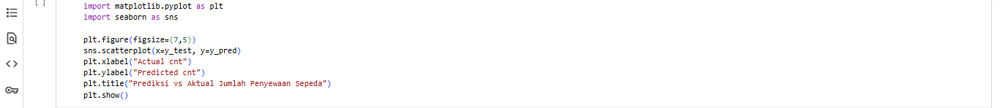 [ ]
import matplotlib.pyplot as plt
import seaborn as sns
plt.figure(figsize=(7,5))
sns.scatterplot(x=y_test, y=y_pred)
plt.xlabel("Actual cnt")
plt.ylabel("Predicted cnt")
plt.title("Prediksi vs Aktual Jumlah Penyewaan Sepeda")
plt.show()